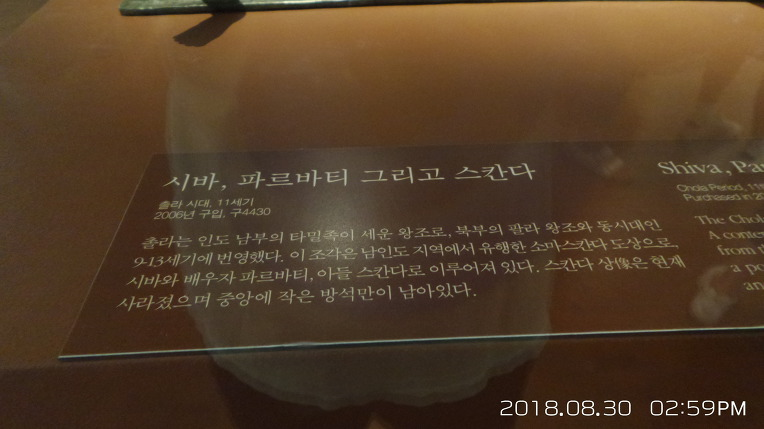 시바, 파르바티 그리고 스칸다
촐라 시대, 11세기
2006년 구입, 구4430
촐라는 인도 남부의 타밀족이 세운 왕조로, 북부의 팔라 왕조와 동시대인
9-13세기에 번영했다. 이 조각은 남인도 지역에서 유행한 소마스칸다 도상으로,
시바와 배우자 파르바티, 아들 스칸다로 이루어져 있다. 스칸다 상像은 현재
사라졌으며 중앙에 작은 방석만이 남아있다.
Shiva, Pa
Chola Period, 11
Purchased in 20
The Chol
A conte
from th
a po
an
2018.08.30 02:59PM